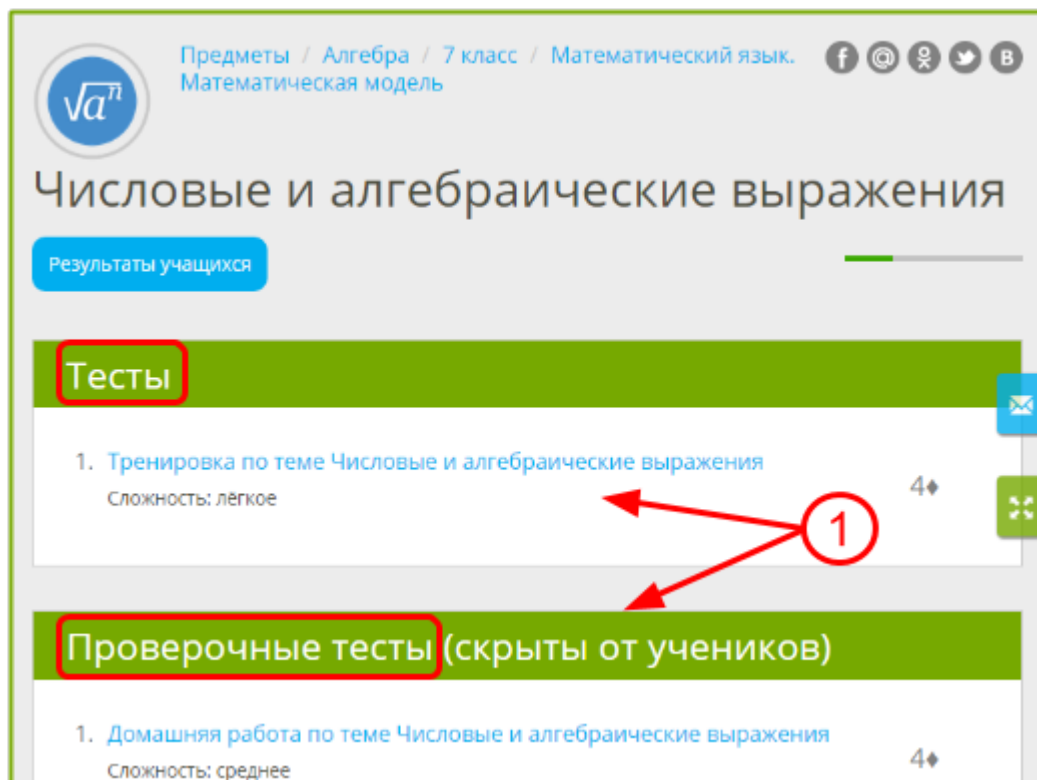 √aⁿ
Предметы / Алгебра / 7 класс / Математический язык.
Математическая модель
Числовые и алгебраические выражения
Результаты учащихся
Тесты
1. Тренировка по теме Числовые и алгебраические выражения
Сложность: лёгкое
4♦
1
Проверочные тесты (скрыты от учеников)
1. Домашняя работа по теме Числовые и алгебраические выражения
Сложность: среднее
4♦